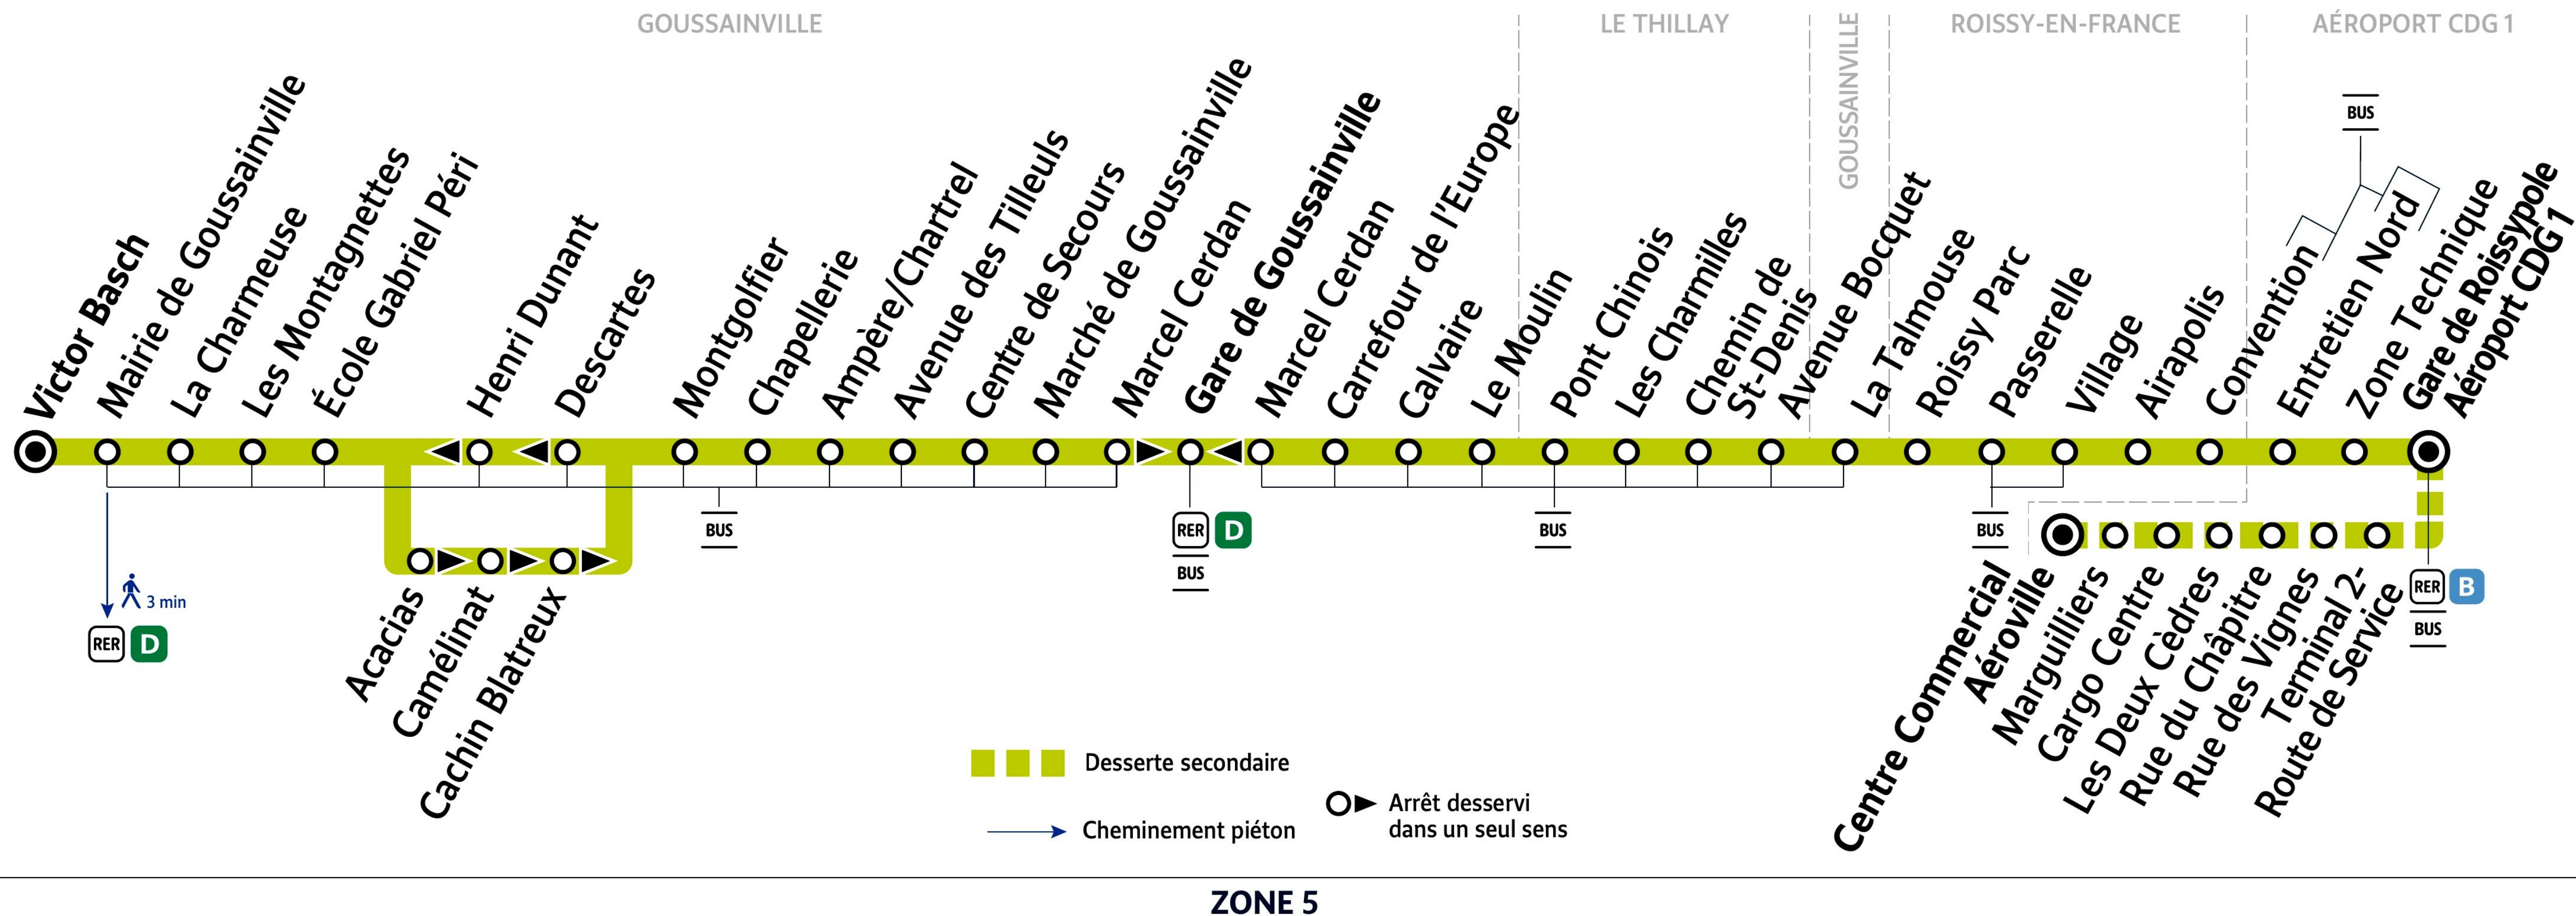 GOUSSAINVILLE
LE THILLAY
GOUSSAINVILLE
ROISSY-EN-FRANCE
AÉROPORT CDG 1
BUS
Victor Basch
Mairie de Goussainville
La Charmeuse
Les Montagnettes
École Gabriel Péri
Henri Dunant
Descartes
Montgolfier
Chapellerie
Ampère/Chartrel
Avenue des Tilleuls
Centre de Secours
Marché de Goussainville
Marcel Cerdan
Gare de Goussainville
Marcel Cerdan
Carrefour de l'Europe
Calvaire
Le Moulin
Pont Chinois
Les Charmilles
Chemin de
St-Denis
Avenue Bocquet
La Talmouse
Roissy Parc
Passerelle
Village
Airapolis
Convention
Entretien Nord
Zone Technique
Gare de Roissypole
Aéroport CDG 1
BUS
RER D
BUS
BUS
BUS
RER B
BUS
3 min
RER D
Acacias
Camélinat
Cachin Blatreux
Centre Commercial
Aéroville
Marguilliers
Cargo Centre
Les Deux Cèdres
Rue du Châpitre
Rue des Vignes
Terminal 2-
Route de Service
Desserte secondaire
Cheminement piéton
Arrêt desservi
dans un seul sens
ZONE 5